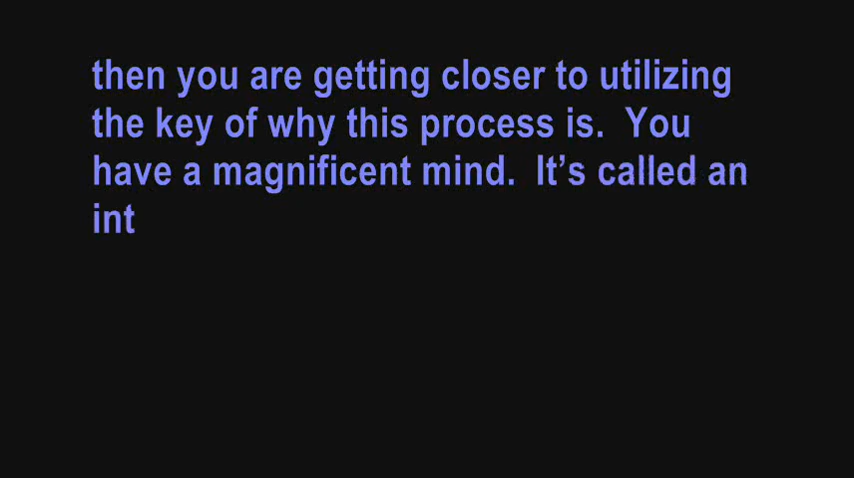 then you are getting closer to utilizing
the key of why this process is.  You
have a magnificent mind.  It’s called an
int